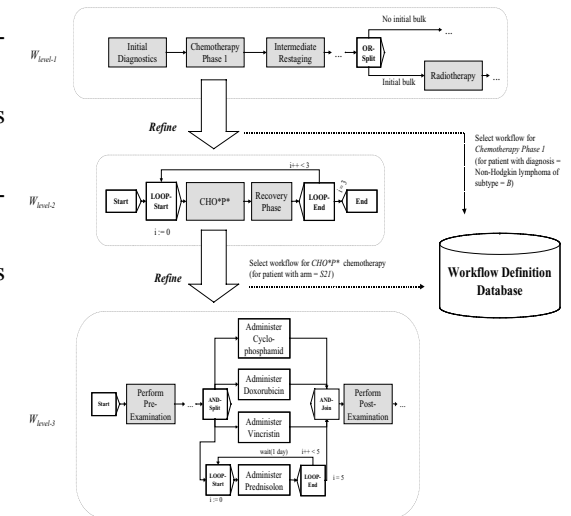 W level-1
Initial
Diagnostics
Chemotherapy
Phase 1
Intermediate
Restaging
...
OR-
Split
No initial bulk
...
Initial bulk
Radiotherapy
...
S
Refine
Select workflow for
Chemotherapy Phase 1
(for patient with diagnosis =
Non-Hodgkin lymphoma of
subtype = B)
W level-2
Start
LOOP-
Start
i := 0
CHO*P*
Recovery
Phase
i++ < 3
LOOP-
End
i = 3
End
S
Refine
Select workflow for CHO*P* chemotherapy
(for patient with arm = S21)
Workflow Definition
Database
W level-3
Start
Perform
Pre-
Examination
...
AND-
Split
Administer
Cyclo-
phosphamid
Administer
Doxorubicin
Administer
Vincristin
wait(1 day) i++ < 5
LOOP-
Start
i := 0
Administer
Prednisolon
LOOP-
End
i = 5
AND-
Join
Perform
Post-
Examination
...